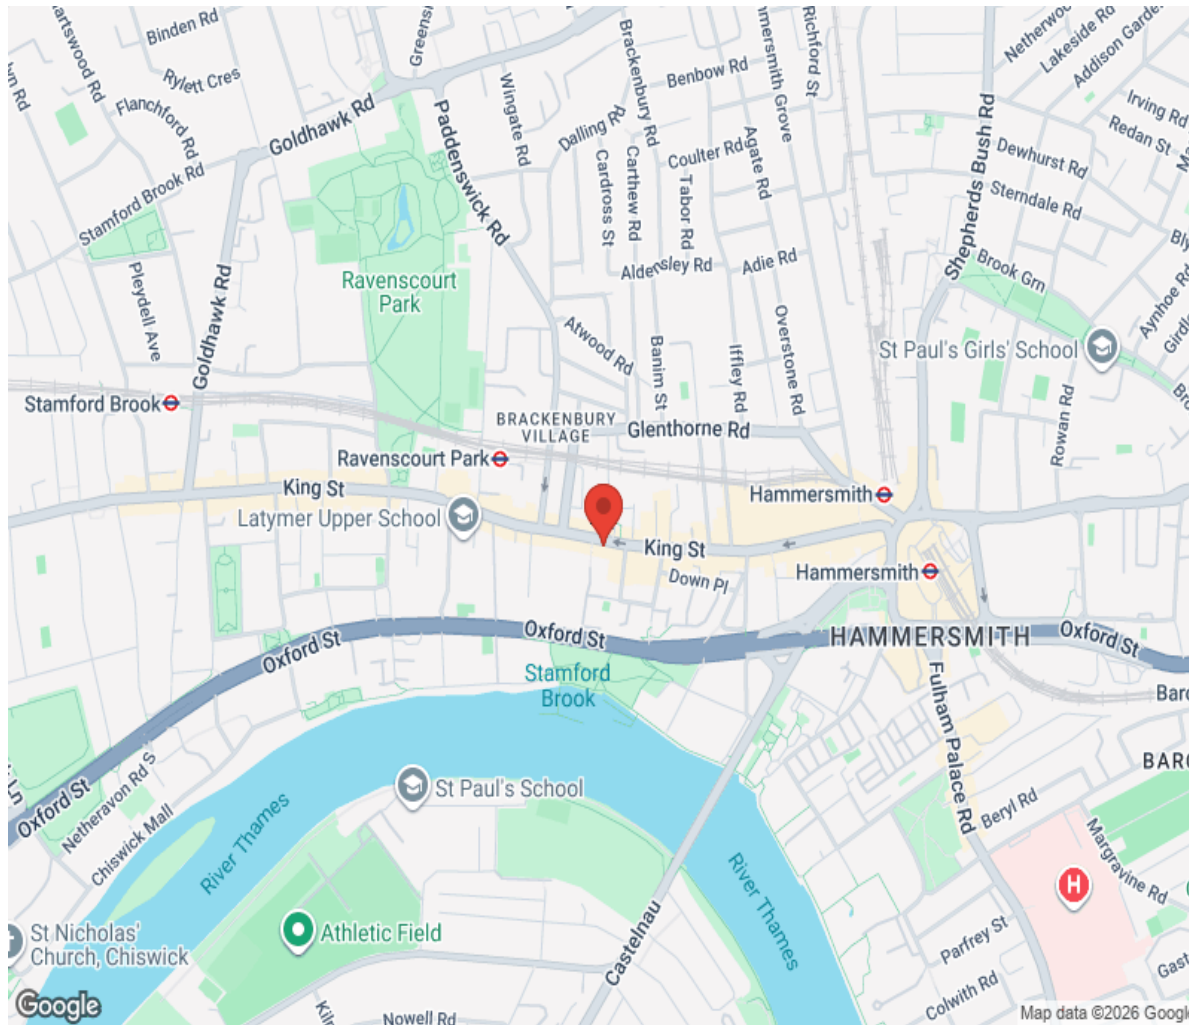 Binden Rd
Rylett Cres
Flanchford Rd
Goldhawk Rd
Stamford Brook Rd
Pleydell Ave
Goldhawk Rd
Paddenswick Rd
Wingate Rd
Brackenbury Rd
Dalling Rd
Cardross St
Carthew Rd
Tabor Rd
Coulter Rd
Benbow Rd
Agate Rd
Richford St
Aldensley Rd
Adie Rd
Atwood Rd
Banim St
Iffley Rd
Overstone Rd
Shepherds Bush Rd
Lakeside Rd
Irving Rd
Redan St
Dewhurst Rd
Sterndale Rd
Brook Grn
Aynhoe Rd
Rowan Rd
Ravenscourt
Park
St Paul's Girls' School
Stamford Brook
BRACKENBURY
VILLAGE
Glenthorne Rd
Ravenscourt Park
King St
Latymer Upper School
Hammersmith
King St
Hammersmith
Down Pl
Oxford St
Oxford St
HAMMERSMITH
Oxford St
Stamford
Brook
Fulham Palace Rd
Oxford St
Netheravon Rd S
Chiswick Mall
River Thames
St Paul's School
Beryl Rd
Margravine Rd
H
River Thames
Castelnau
St Nicholas'
Church, Chiswick
Athletic Field
Parfrey St
Colwith Rd
Nowell Rd
Google
Map data ©2026 Google